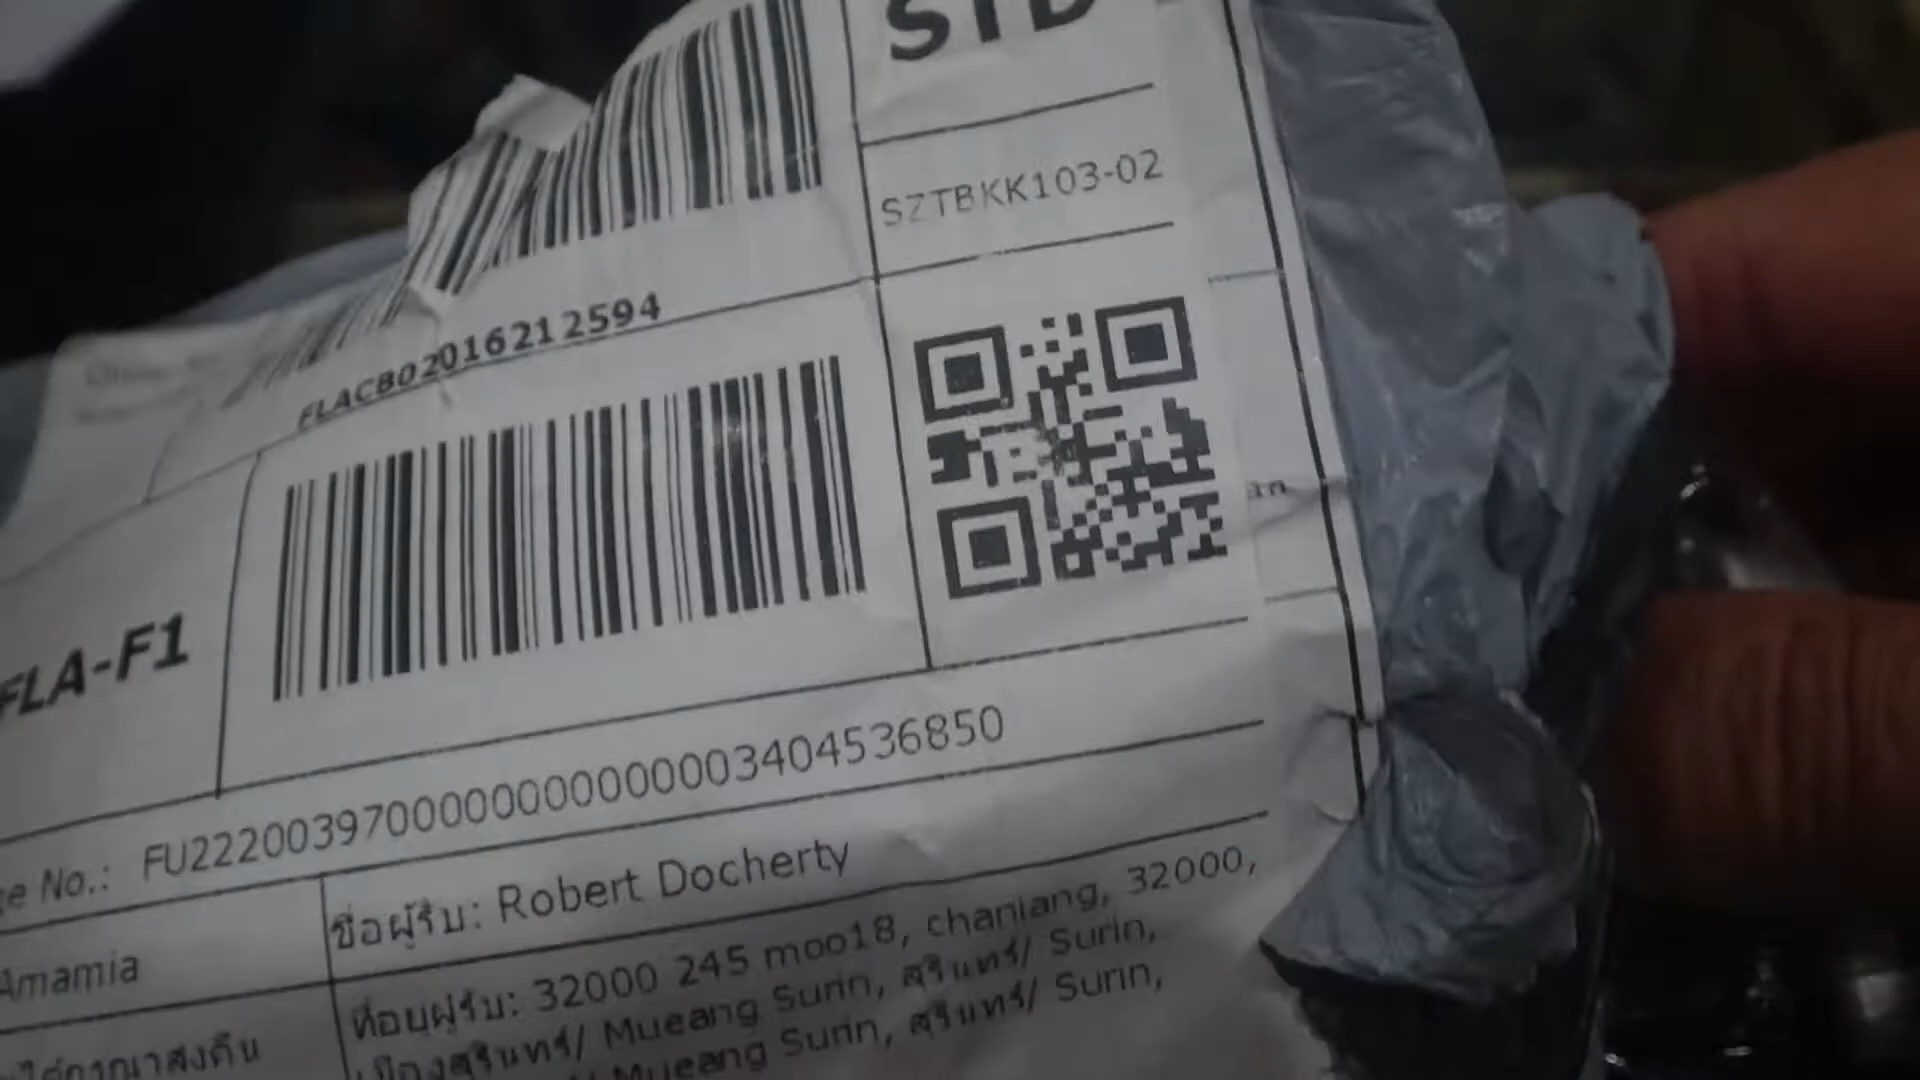 STD
SZTBKK103-02
FLACB02016212594
FLA-F1
No.: FU22200397000000000000003404536850
Amamia
ชื่อผู้รับ: Robert Docherty
ที่อยู่ผู้รับ: 32000 245 moo18, chaniang, 32000,
เมืองสุรินทร์/ Mueang Surin, สุรินทร์/ Surin,
Mueang Surin, สุรินทร์/ Surin,